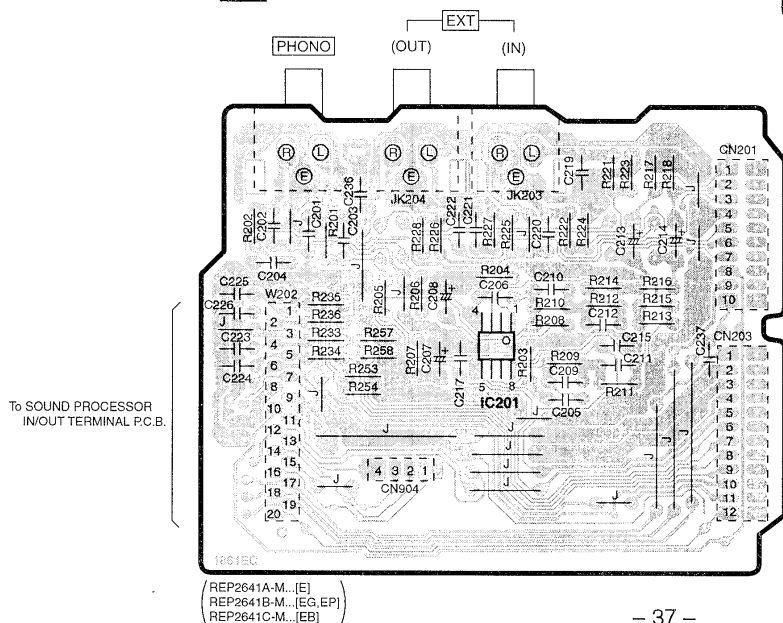 EXT
PHONO (OUT) (IN)
R L R L R L
E E E
JK204 JK203
CN201
1
2
3
4
5
6
7
8
9
10
C219 R221 R223 R217 R218
C236
R202 C202 J C201 R201 C203
J
R228 R226 C222 C221 R227 R225 J C220 R222 R224
C213 + C214 + J
J
C204
C225
C226
J
C223
C224
W202
1
2
3
4
5
6
7
8
9
10
11
12
13
14
15
16
17
18
19
20
R235
R236
R233
R234
R257
R258
R253
R254
J
R205 J R206 C208 +
R207 C207 + C217
R204
C206
4 1
5 8
IC201
R203
C210
R210
R208
R214 R216
R212 R215
C212 R213
C215
R209
C209 C211
R211
C205
C237
CN203
1
2
3
4
5
6
7
8
9
10
11
12
J
J
J
J
J
J
J
J
J
J
J
4 3 2 1
CN904
To SOUND PROCESSOR
IN/OUT TERMINAL P.C.B.
1861EC
REP2641A-M...[E]
REP2641B-M...[EG,EP]
REP2641C-M...[EB]
– 37 –